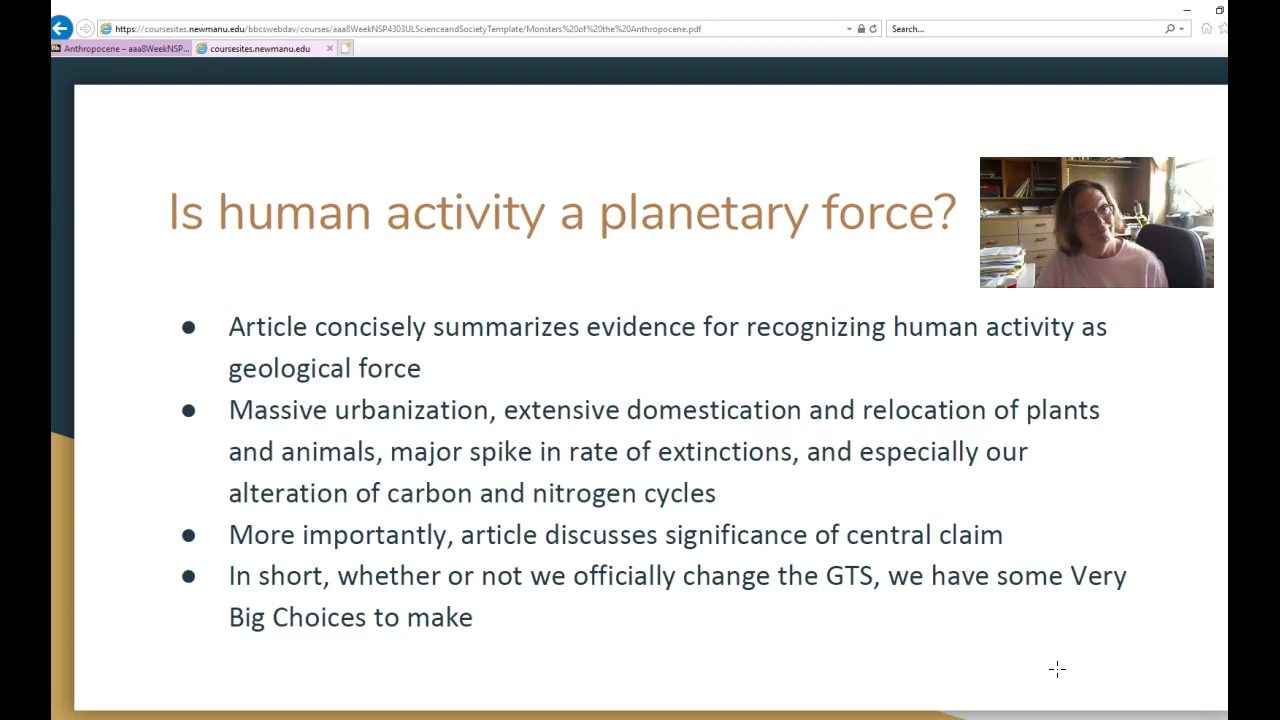 https://coursesites.newmanu.edu/bbcswebdav/courses/aaa8WeekNSP4303ULScienceandSocietyTemplate/Monsters%20of%20the%20Anthropocene.pdf
Search...
Anthropocene – aaa8WeekNSP...
coursesites.newmanu.edu
Is human activity a planetary force?
● Article concisely summarizes evidence for recognizing human activity as
geological force
● Massive urbanization, extensive domestication and relocation of plants
and animals, major spike in rate of extinctions, and especially our
alteration of carbon and nitrogen cycles
● More importantly, article discusses significance of central claim
● In short, whether or not we officially change the GTS, we have some Very
Big Choices to make